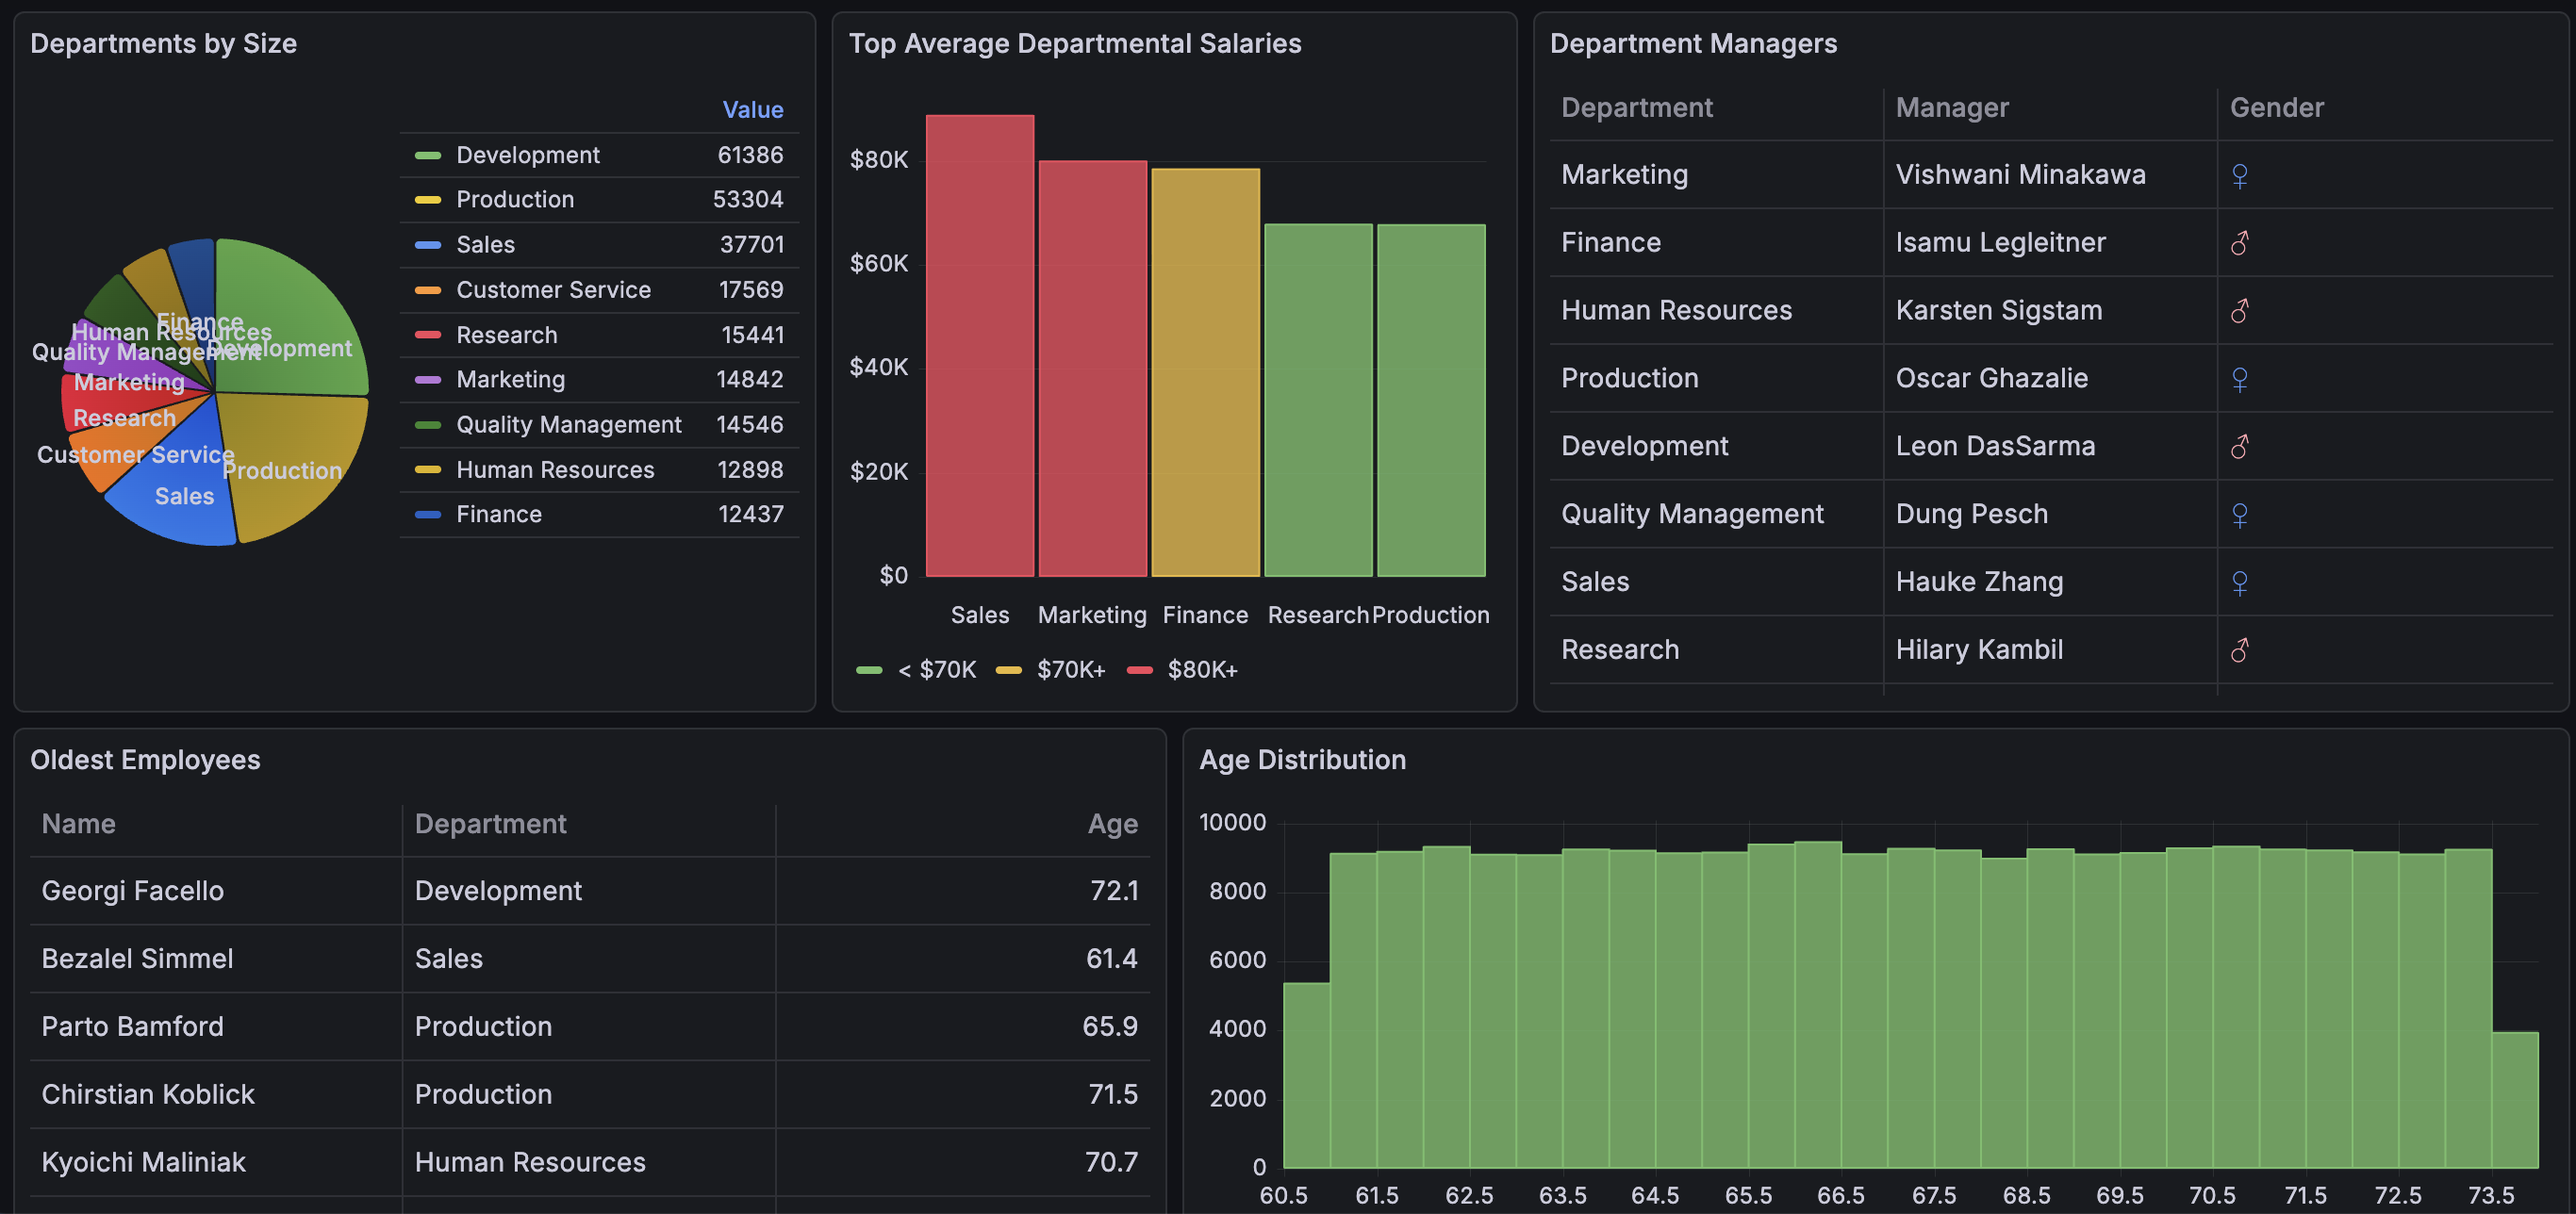 Departments by Size
Value
Development 61386
Production 53304
Sales 37701
Customer Service 17569
Research 15441
Marketing 14842
Quality Management 14546
Human Resources 12898
Finance 12437
Finance
Human Resources
Development
Quality Management
Marketing
Research
Customer Service
Production
Sales
Top Average Departmental Salaries
$80K
$60K
$40K
$20K
$0
Sales Marketing Finance Research Production
< $70K $70K+ $80K+
Department Managers
Department Manager Gender
Marketing Vishwani Minakawa ♀
Finance Isamu Legleitner ♂
Human Resources Karsten Sigstam ♂
Production Oscar Ghazalie ♀
Development Leon DasSarma ♂
Quality Management Dung Pesch ♀
Sales Hauke Zhang ♀
Research Hilary Kambil ♂
Oldest Employees
Name Department Age
Georgi Facello Development 72.1
Bezalel Simmel Sales 61.4
Parto Bamford Production 65.9
Chirstian Koblick Production 71.5
Kyoichi Maliniak Human Resources 70.7
Age Distribution
10000
8000
6000
4000
2000
0
60.5 61.5 62.5 63.5 64.5 65.5 66.5 67.5 68.5 69.5 70.5 71.5 72.5 73.5